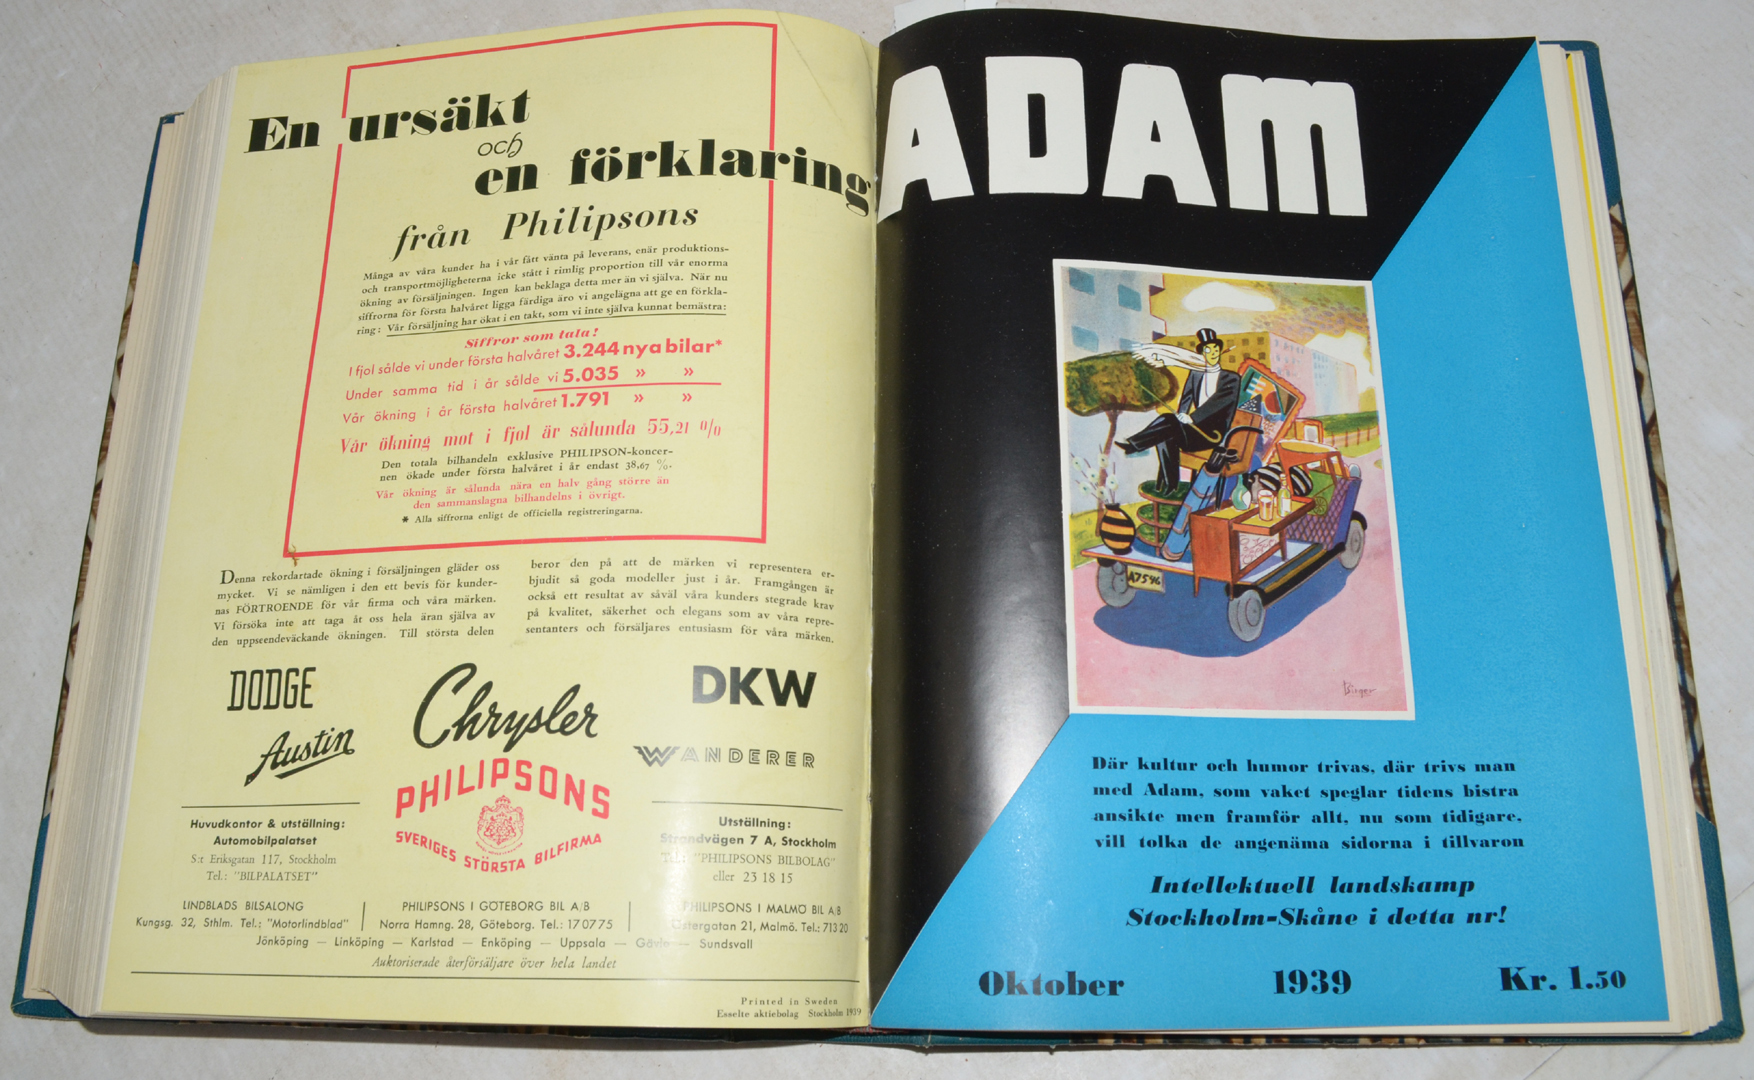 En ursäkt
och
en förklaring
från Philipsons
Många av våra kunder ha i vår fått vänta på leverans, enär produktions-
och transportmöjligheterna icke stått i rimlig proportion till vår enorma
ökning av försäljningen. Ingen kan beklaga detta mer än vi själva. När nu
siffrorna för första halvåret ligga färdiga äro vi angelägna att ge en förkla-
ring: Vår försäljning har ökat i en takt, som vi inte själva kunnat bemästra:
Siffror som tala!
I fjol sålde vi under första halvåret 3.244 nya bilar*
Under samma tid i år sålde vi 5.035 » »
Vår ökning i år första halvåret 1.791 » »
Vår ökning mot i fjol är sålunda 55,21 %
Den totala bilhandeln exklusive PHILIPSON-koncer-
nen ökade under första halvåret i år endast 38,67 %.
Vår ökning är sålunda nära en halv gång större än
den sammanslagna bilhandelns i övrigt.
* Alla siffrorna enligt de officiella registreringarna.
Denna rekordartade ökning i försäljningen gläder oss
mycket. Vi se nämligen i den ett bevis för kunder-
nas FÖRTROENDE för vår firma och våra märken.
Vi försöka inte att taga åt oss hela äran själva av
den uppseendeväckande ökningen. Till största delen
beror den på att de märken vi representera er-
bjudit så goda modeller just i år. Framgången är
också ett resultat av såväl våra kunders stegrade krav
på kvalitet, säkerhet och elegans som av våra repre-
sentanters och försäljares entusiasm för våra märken.
DODGE
Austin
Chrysler
DKW
WANDERER
PHILIPSONS
SVERIGES STÖRSTA BILFIRMA
Huvudkontor & utställning:
Automobilpalatset
S:t Eriksgatan 117, Stockholm
Tel.: "BILPALATSET"
Utställning:
Strandvägen 7 A, Stockholm
Tel.: "PHILIPSONS BILBOLAG"
eller 23 18 15
LINDBLADS BILSALONG
Kungsg. 32, Sthlm. Tel.: "Motorlindblad"
PHILIPSONS I GÖTEBORG BIL A/B
Norra Hamng. 28, Göteborg. Tel.: 170775
PHILIPSONS I MALMÖ BIL A/B
Östergatan 21, Malmö. Tel.: 713 20
Jönköping — Linköping — Karlstad — Enköping — Uppsala — Gävle — Sundsvall
Auktoriserade återförsäljare över hela landet
Printed in Sweden
Esselte aktiebolag Stockholm 1939
ADAM
A7546
Birger
Där kultur och humor trivas, där trivs man
med Adam, som vaket speglar tidens bistra
ansikte men framför allt, nu som tidigare,
vill tolka de angenäma sidorna i tillvaron
Intellektuell landskamp
Stockholm-Skåne i detta nr!
Oktober 1939 Kr. 1.50